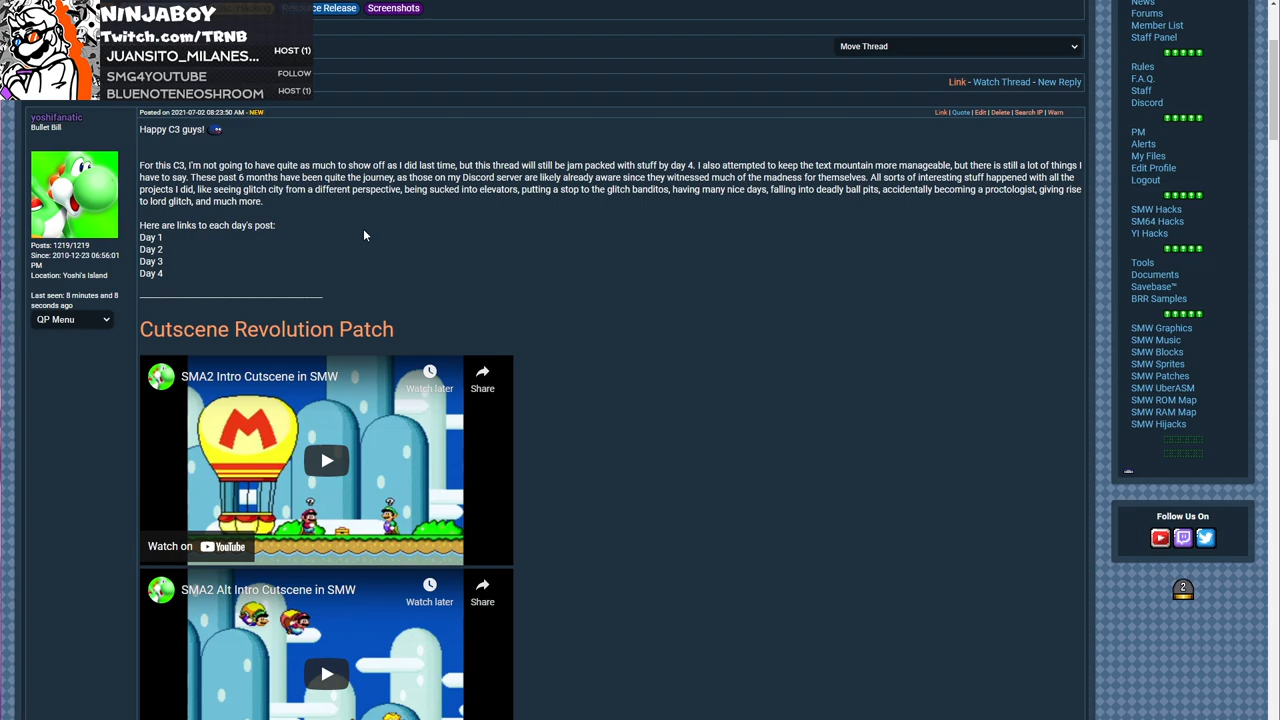 NiNJABOY
Twitch.com/TRNB
JUANSITO_MILANES... HOST (1)
SMG4YOUTUBE FOLLOW
BLUENOTENEOSHROOM HOST (1)
Resource Release Screenshots
Move Thread
Link - Watch Thread - New Reply
yoshifanatic
Bullet Bill
Posts: 1219/1219
Since: 2010-12-23 06:56:01
PM
Location: Yoshi's Island
Last seen: 8 minutes and 8
seconds ago
QP Menu
Posted on 2021-07-02 08:23:50 AM - NEW
Link | Quote | Edit | Delete | Search IP | Warn
Happy C3 guys!
For this C3, I'm not going to have quite as much to show off as I did last time, but this thread will still be jam packed with stuff by day 4. I also attempted to keep the text mountain more manageable, but there is still a lot of things I
have to say. These past 6 months have been quite the journey, as those on my Discord server are likely already aware since they witnessed much of the madness for themselves. All sorts of interesting stuff happened with all the
projects I did, like seeing glitch city from a different perspective, being sucked into elevators, putting a stop to the glitch banditos, having many nice days, falling into deadly ball pits, accidentally becoming a proctologist, giving rise
to lord glitch, and much more.
Here are links to each day's post:
Day 1
Day 2
Day 3
Day 4
Cutscene Revolution Patch
SMA2 Intro Cutscene in SMW
Watch later
Share
M
Watch on YouTube
SMA2 Alt Intro Cutscene in SMW
Watch later
Share
News
Forums
Member List
Staff Panel
Rules
F.A.Q.
Staff
Discord
PM
Alerts
My Files
Edit Profile
Logout
SMW Hacks
SM64 Hacks
YI Hacks
Tools
Documents
Savebase™
BRR Samples
SMW Graphics
SMW Music
SMW Blocks
SMW Sprites
SMW Patches
SMW UberASM
SMW ROM Map
SMW RAM Map
SMW Hijacks
Follow Us On
2